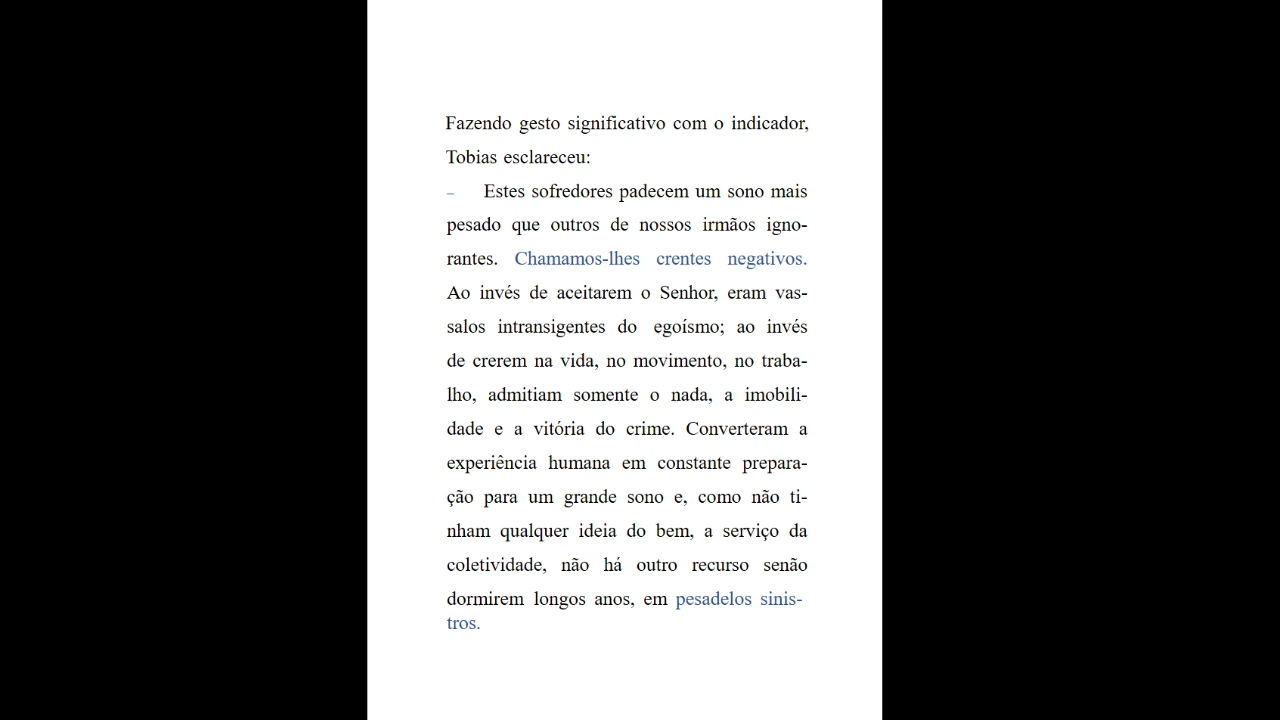 Fazendo gesto significativo com o indicador,
Tobias esclareceu:
– Estes sofredores padecem um sono mais
pesado que outros de nossos irmãos igno-
rantes. Chamamos-lhes crentes negativos.
Ao invés de aceitarem o Senhor, eram vas-
salos intransigentes do egoísmo; ao invés
de crerem na vida, no movimento, no traba-
lho, admitiam somente o nada, a imobili-
dade e a vitória do crime. Converteram a
experiência humana em constante prepara-
ção para um grande sono e, como não ti-
nham qualquer ideia do bem, a serviço da
coletividade, não há outro recurso senão
dormirem longos anos, em pesadelos sinis-
tros.